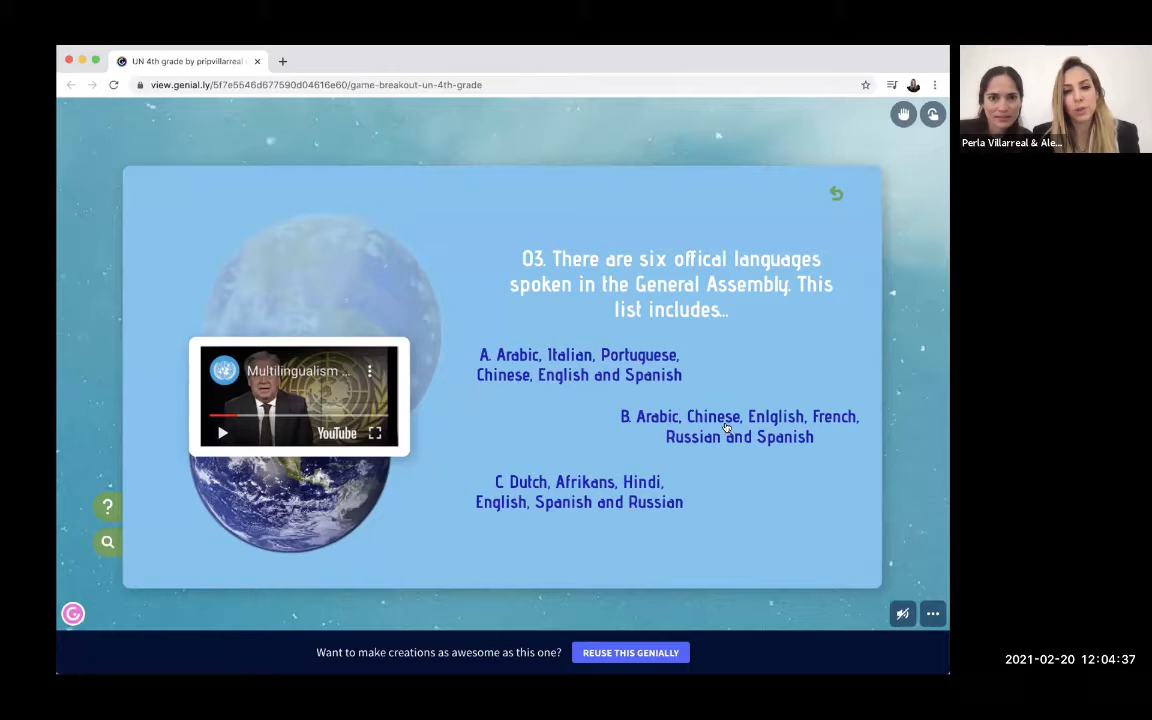 UN 4th grade by pripvillarreal
view.genial.ly/5f7e5546d677590d04616e60/game-breakout-un-4th-grade
Perla Villarreal & Ale...
03. There are six offical languages
spoken in the General Assembly. This
list includes...
A. Arabic, Italian, Portuguese,
Chinese, English and Spanish
Multilingualism ...
B. Arabic, Chinese, Enlglish, French,
Russian and Spanish
YouTube
C. Dutch, Afrikans, Hindi,
English, Spanish and Russian
?
Want to make creations as awesome as this one?
REUSE THIS GENIALLY
2021-02-20 12:04:37